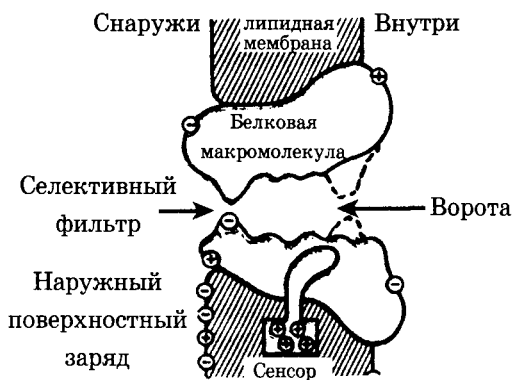 Снаружи
липидная
мембрана
Внутри
Белковая
макромолекула
Селективный
фильтр
Ворота
Наружный
поверхностный
заряд
Сенсор